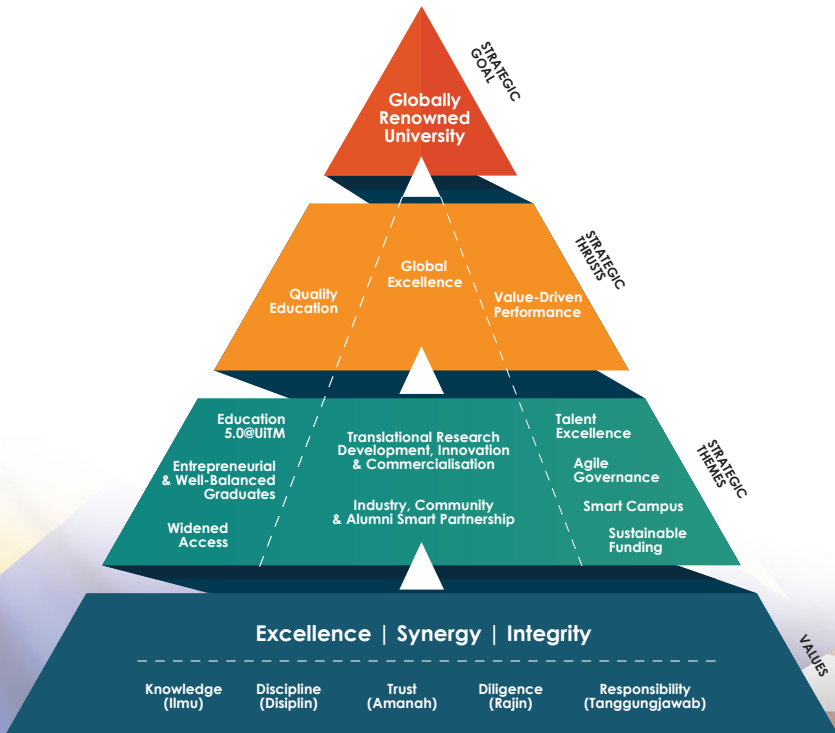 STRATEGIC
GOAL
Globally
Renowned
University
STRATEGIC
THRUSTS
Quality
Education
Global
Excellence
Value-Driven
Performance
STRATEGIC
THEMES
Education
5.0@UiTM
Entrepreneurial
& Well-Balanced
Graduates
Widened
Access
Translational Research
Development, Innovation
& Commercialisation
Industry, Community
& Alumni Smart Partnership
Talent
Excellence
Agile
Governance
Smart Campus
Sustainable
Funding
VALUES
Excellence | Synergy | Integrity
Knowledge
(Ilmu)
Discipline
(Disiplin)
Trust
(Amanah)
Diligence
(Rajin)
Responsibility
(Tanggungjawab)